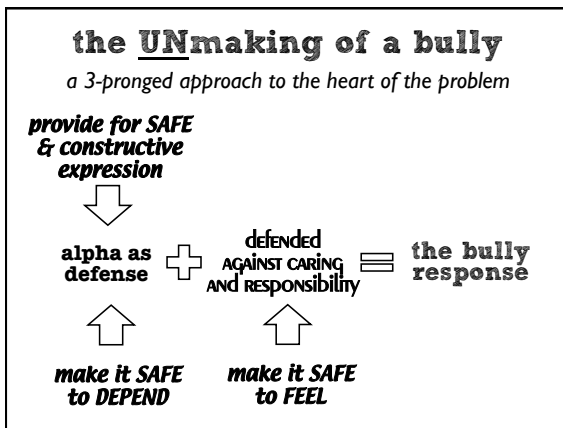 the UNmaking of a bully
a 3-pronged approach to the heart of the problem
provide for SAFE
& constructive
expression
alpha as
defense
defended
AGAINST CARING
AND RESPONSIBILITY
the bully
response
make it SAFE
to DEPEND
make it SAFE
to FEEL